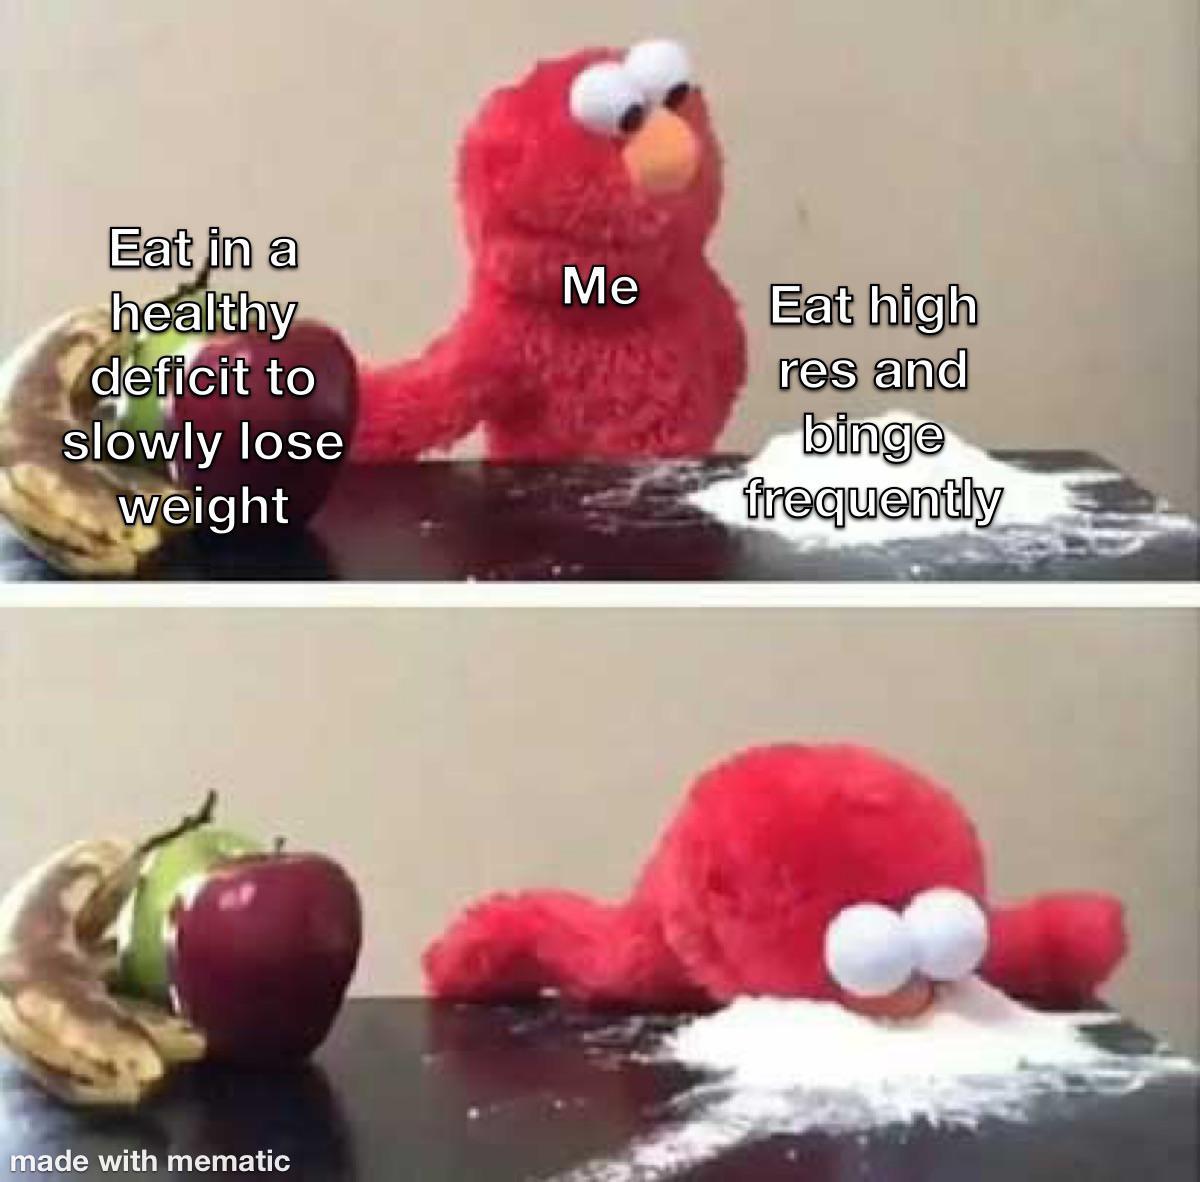 Eat in a
healthy
deficit to
slowly lose
weight
Me
Eat high
res and
binge
frequently
made with mematic